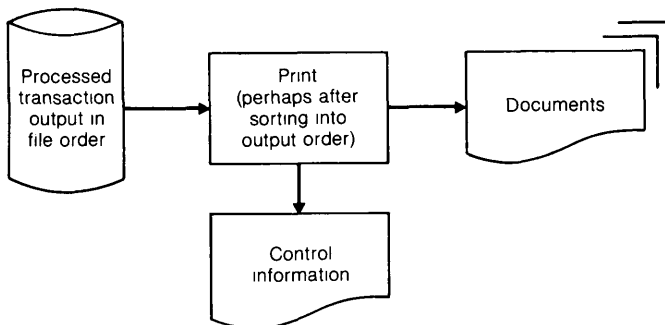 Processed
transaction
output in
file order
Print
(perhaps after
sorting into
output order)
Documents
Control
information